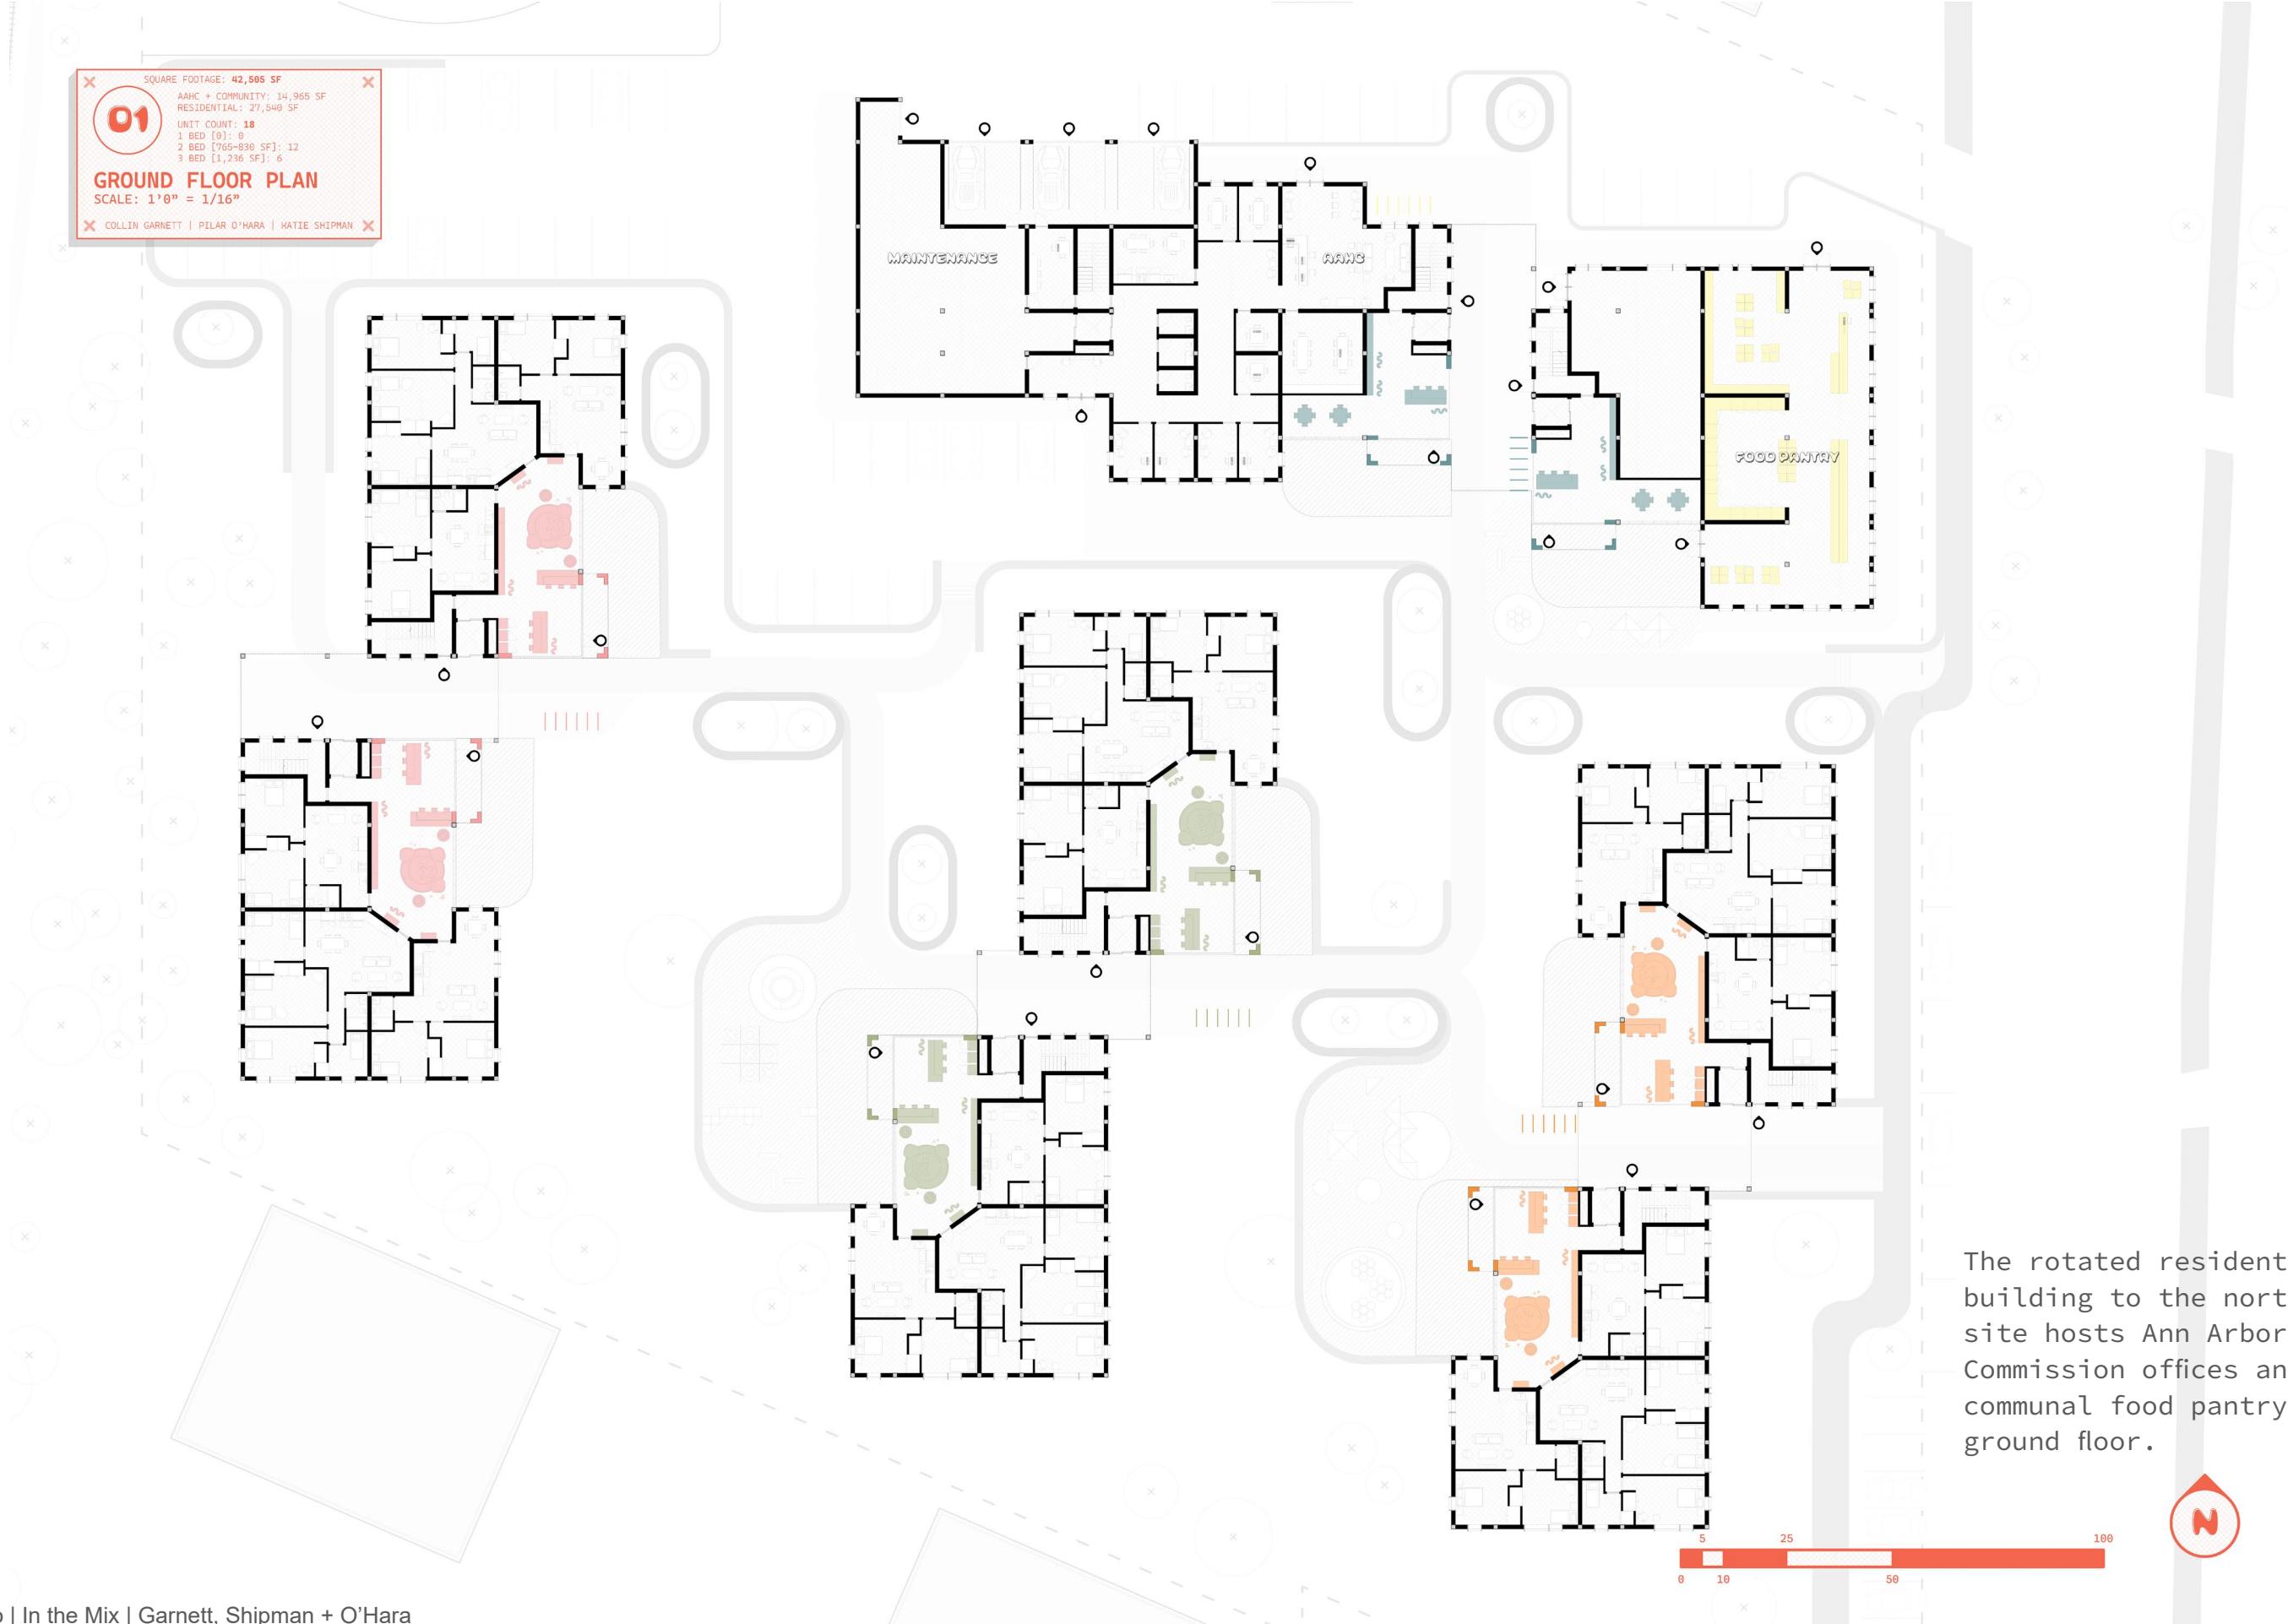 SQUARE FOOTAGE: 42,505 SF
AAHC + COMMUNITY: 14,965 SF
RESIDENTIAL: 27,540 SF
01
UNIT COUNT: 18
1 BED [0]: 0
2 BED [765-830 SF]: 12
3 BED [1,236 SF]: 6
GROUND FLOOR PLAN
SCALE: 1'0" = 1/16"
COLLIN GARNETT | PILAR O'HARA | KATIE SHIPMAN
MAINTENANCE
AAHC
FOOD PANTRY
The rotated resident
building to the nort
site hosts Ann Arbor
Commission offices an
communal food pantry
ground floor.
N
5 25 100
0 10 50
| In the Mix | Garnett, Shipman + O'Hara